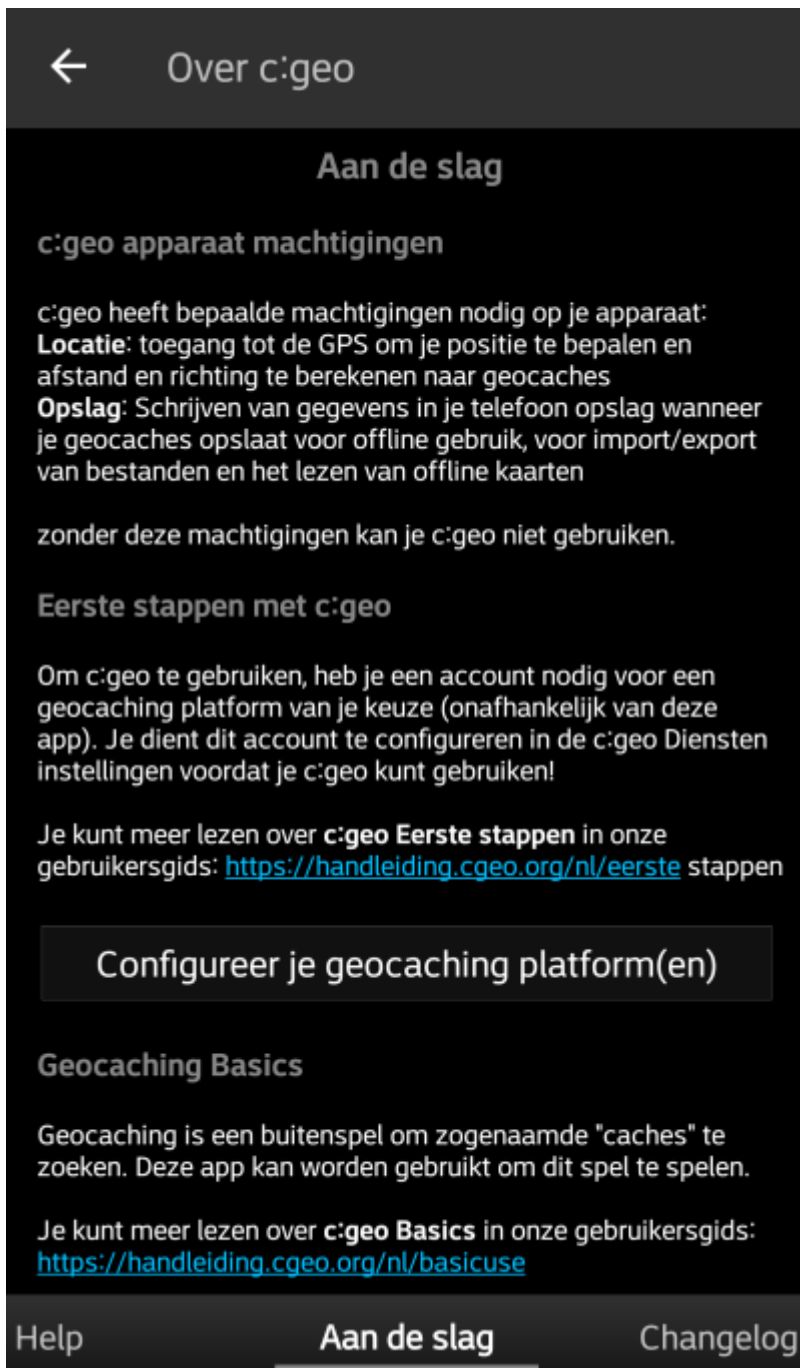 Over c:geo
Aan de slag
c:geo apparaat machtigingen
c:geo heeft bepaalde machtigingen nodig op je apparaat:
Locatie: toegang tot de GPS om je positie te bepalen en
afstand en richting te berekenen naar geocaches
Opslag: Schrijven van gegevens in je telefoon opslag wanneer
je geocaches opslaat voor offline gebruik, voor import/export
van bestanden en het lezen van offline kaarten
zonder deze machtigingen kan je c:geo niet gebruiken.
Eerste stappen met c:geo
Om c:geo te gebruiken, heb je een account nodig voor een
geocaching platform van je keuze (onafhankelijk van deze
app). Je dient dit account te configureren in de c:geo Diensten
instellingen voordat je c:geo kunt gebruiken!
Je kunt meer lezen over c:geo Eerste stappen in onze
gebruikersgids: https://handleiding.cgeo.org/nl/eerste stappen
Configureer je geocaching platform(en)
Geocaching Basics
Geocaching is een buitenspel om zogenaamde "caches" te
zoeken. Deze app kan worden gebruikt om dit spel te spelen.
Je kunt meer lezen over c:geo Basics in onze gebruikersgids:
https://handleiding.cgeo.org/nl/basicuse
Help Aan de slag Changelog